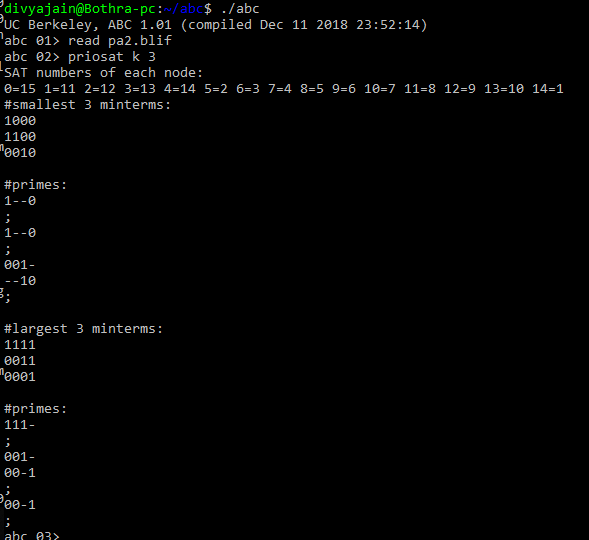 divyajain@Bothra-pc:~/abc$ ./abc
UC Berkeley, ABC 1.01 (compiled Dec 11 2018 23:52:14)
abc 01> read pa2.blif
abc 02> priosat k 3
SAT numbers of each node:
0=15 1=11 2=12 3=13 4=14 5=2 6=3 7=4 8=5 9=6 10=7 11=8 12=9 13=10 14=1
#smallest 3 minterms:
1000
1100
0010
#primes:
1--0
;
1--0
;
001-
--10
;
#largest 3 minterms:
1111
0011
0001
#primes:
111-
;
001-
00-1
;
00-1
;
abc 03>